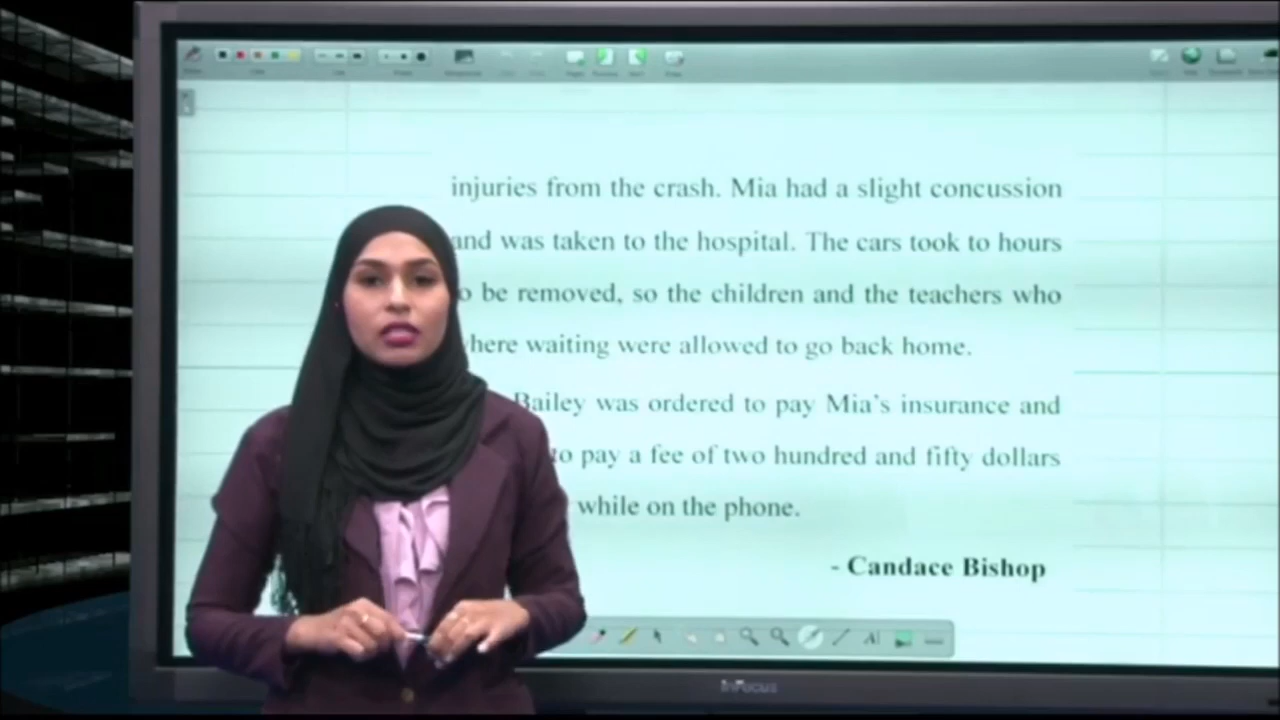 injuries from the crash. Mia had a slight concussion
and was taken to the hospital. The cars took to hours
o be removed, so the children and the teachers who
where waiting were allowed to go back home.
Bailey was ordered to pay Mia's insurance and
to pay a fee of two hundred and fifty dollars
while on the phone.
- Candace Bishop
InFocus